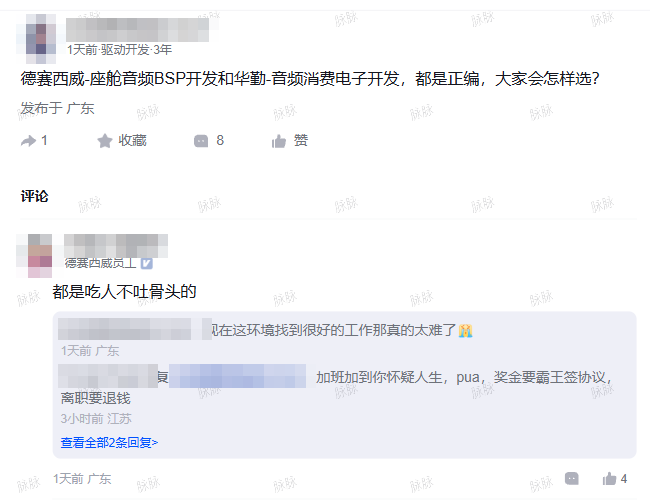 1天前·驱动开发·3年
德赛西威-座舱音频BSP开发和华勤-音频消费电子开发，都是正编，大家会怎样选？
发布于 广东
1 收藏 8 赞
评论
德赛西威员工
都是吃人不吐骨头的
现在这环境找到很好的工作那真的太难了
1天前 广东
复 加班加到你怀疑人生，pua，奖金要霸王签协议，
离职要退钱
3小时前 江苏
查看全部2条回复>
1天前 广东 4
脉脉